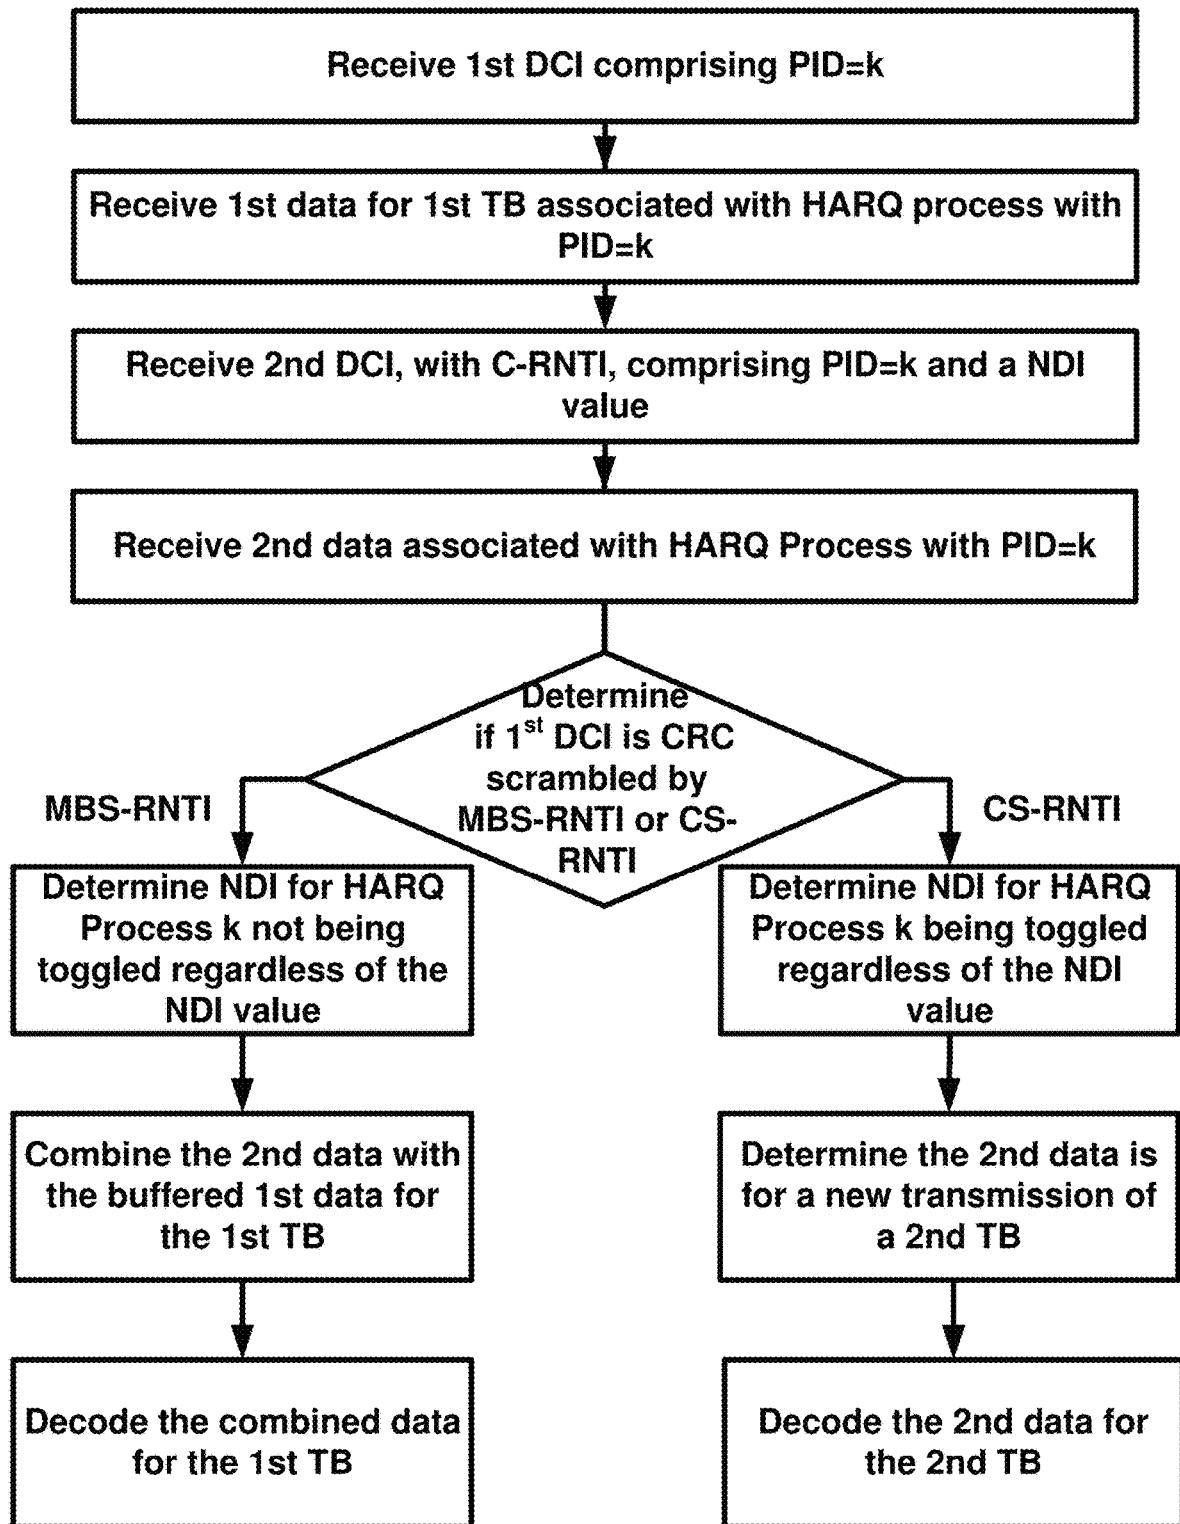 Receive 1st DCI comprising PID=k
Receive 1st data for 1st TB associated with HARQ process with
PID=k
Receive 2nd DCI, with C-RNTI, comprising PID=k and a NDI
value
Receive 2nd data associated with HARQ Process with PID=k
Determine
if 1st DCI is CRC
scrambled by
MBS-RNTI or CS-
RNTI
MBS-RNTI
CS-RNTI
Determine NDI for HARQ
Process k not being
toggled regardless of the
NDI value
Determine NDI for HARQ
Process k being toggled
regardless of the NDI
value
Combine the 2nd data with
the buffered 1st data for
the 1st TB
Determine the 2nd data is
for a new transmission of
a 2nd TB
Decode the combined data
for the 1st TB
Decode the 2nd data for
the 2nd TB